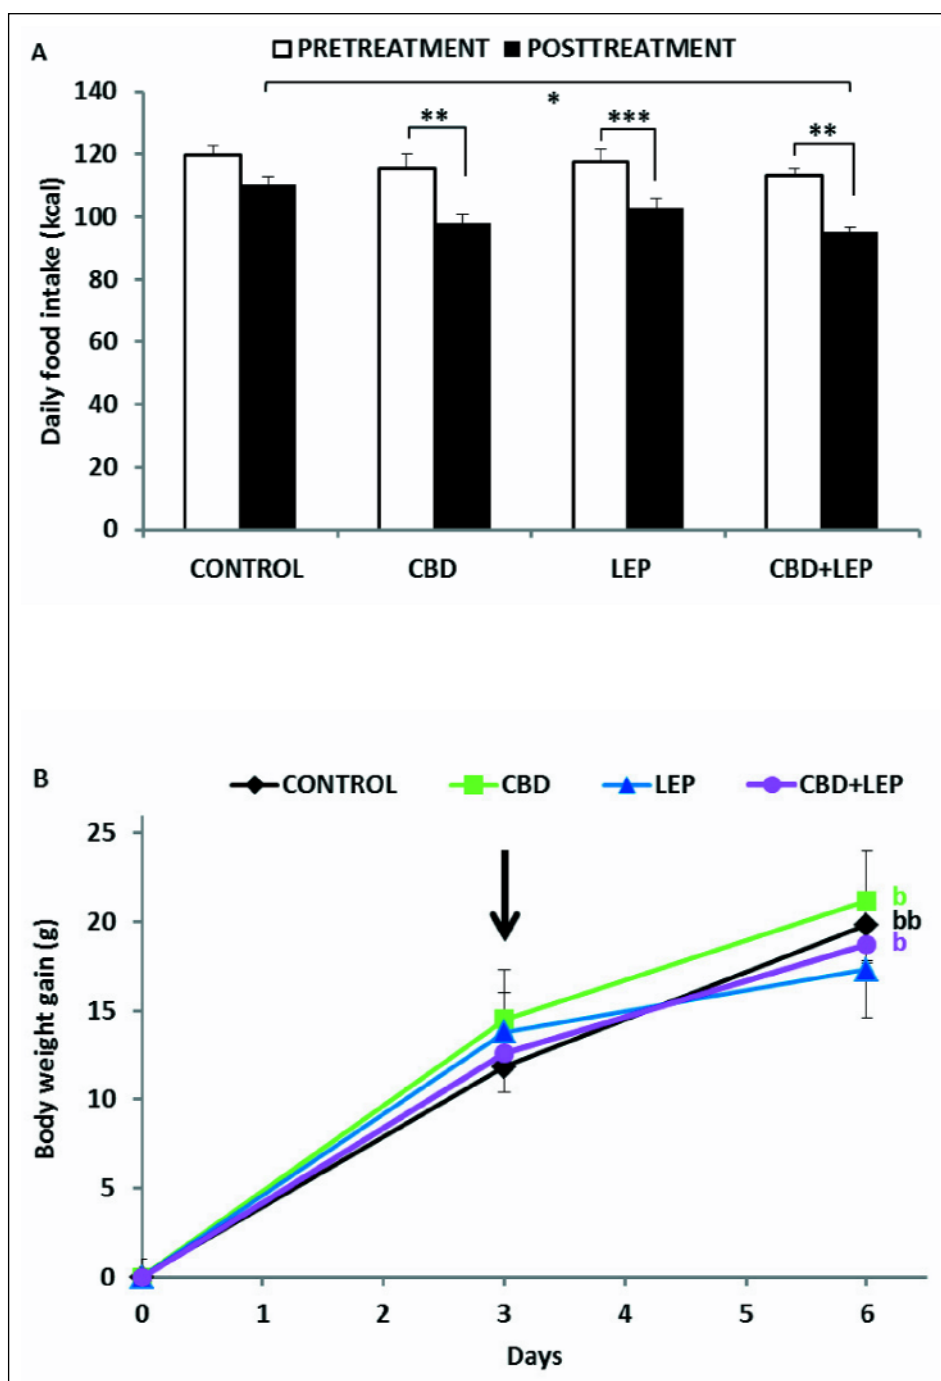 A
PRETREATMENT POSTTREATMENT
*
** *** **
140
120
100
80
60
40
20
0
Daily food intake (kcal)
CONTROL CBD LEP CBD+LEP
B
CONTROL CBD LEP CBD+LEP
25
20
15
10
5
0
Body weight gain (g)
b
bb
b
0 1 2 3 4 5 6
Days